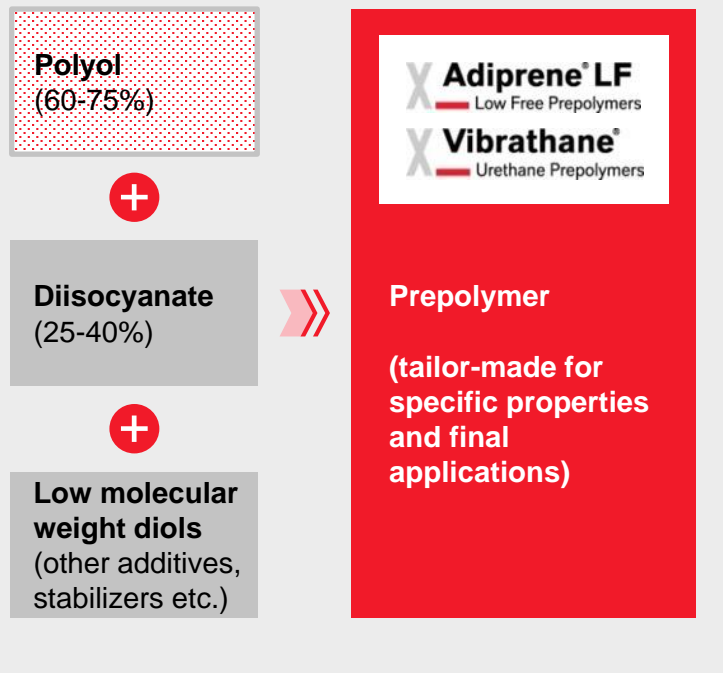 Polyol
(60-75%)
Diisocyanate
(25-40%)
Low molecular
weight diols
(other additives,
stabilizers etc.)
Adiprene® LF
Low Free Prepolymers
Vibrathane®
Urethane Prepolymers
Prepolymer
(tailor-made for
specific properties
and final
applications)